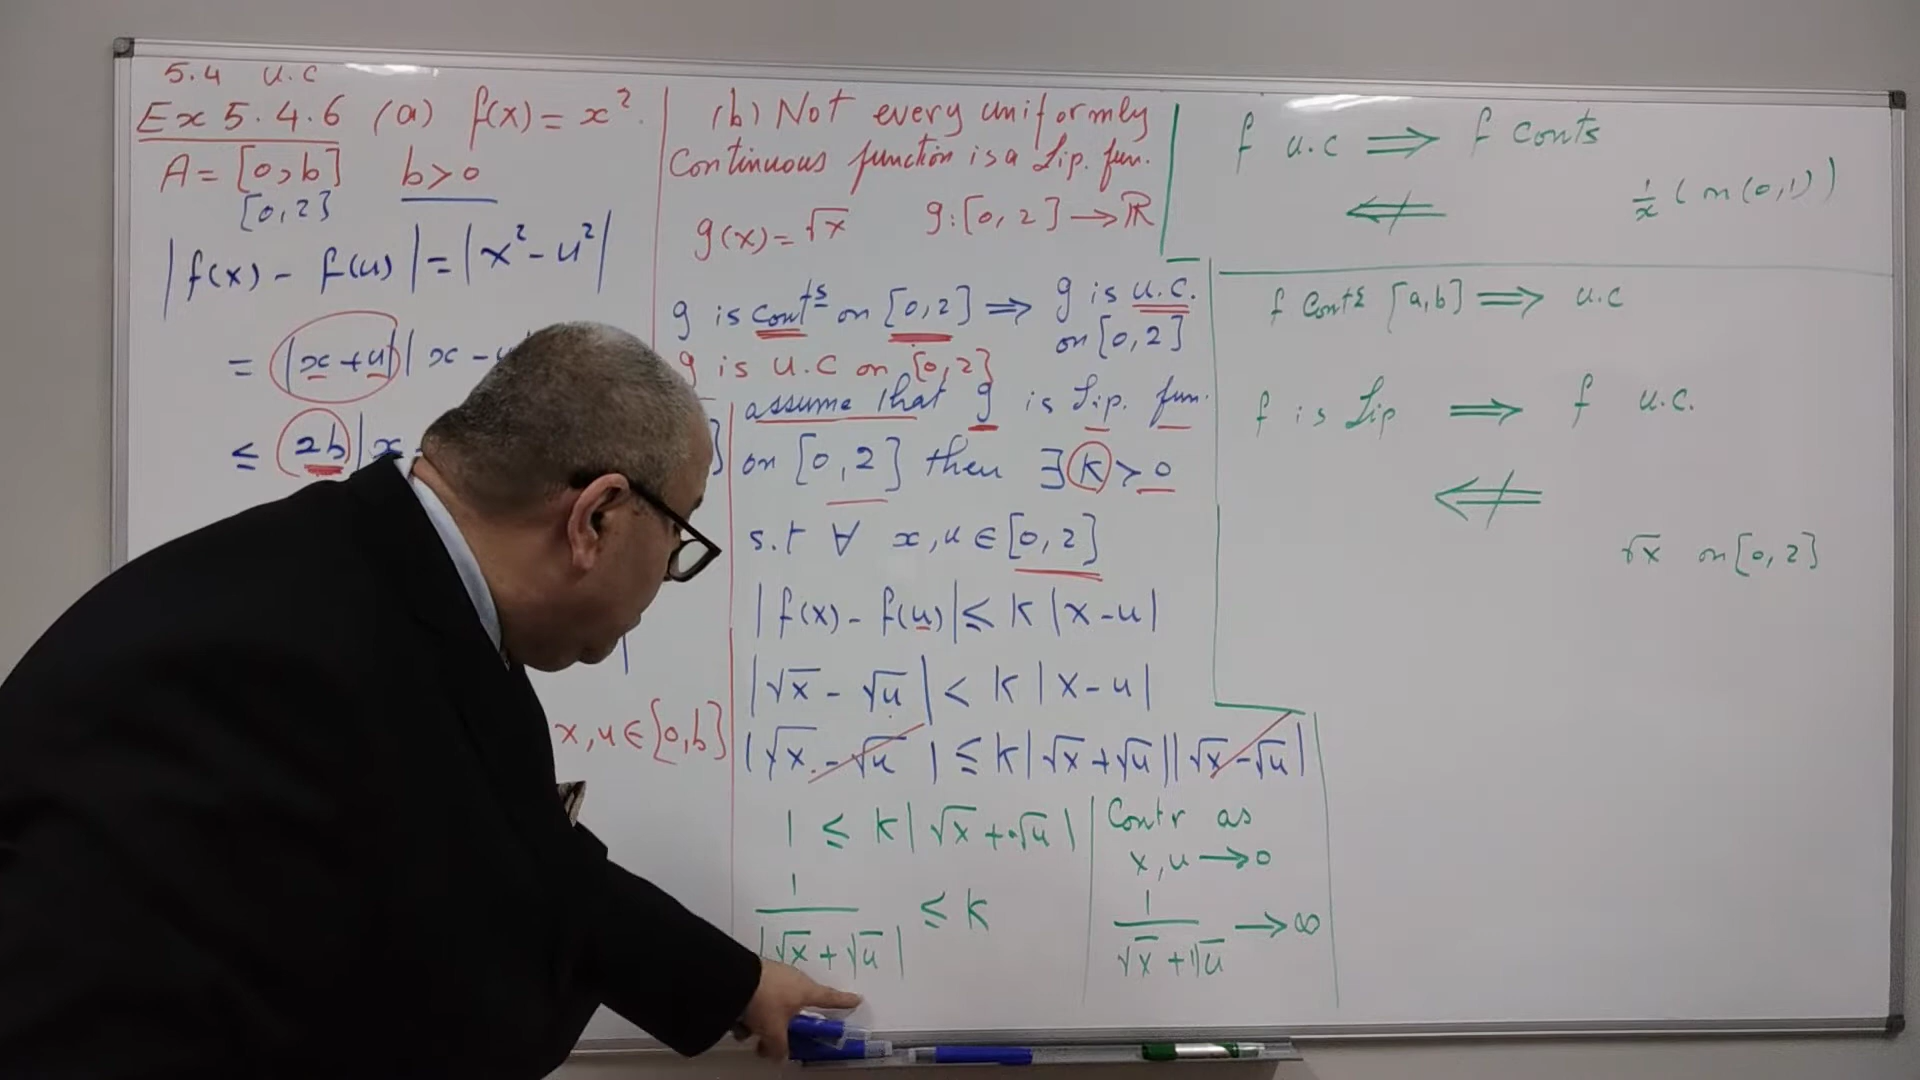 5.4 u.c
Ex 5.4.6 (a) f(x) = x².
A = [0,b] b>0
[0,2]
|f(x) - f(u)| = |x² - u²|
= |x+u| |x -
≤ 2b |x
x,u ∈ [0,b]
(b) Not every uniformly
Continuous function is a Lip. fun.
g(x) = √x g: [0,2] → ℝ
g is contˢ on [0,2] ⟹ g is u.c.
on [0,2]
g is u.c on [0,2]
assume that g is Lip. fun.
on [0,2] then ∃ K > 0
s.t ∀ x,u ∈ [0,2]
|f(x) - f(u)| ≤ K |x-u|
|√x - √u| < K |x-u|
|√x - √u| ≤ K |√x + √u| |√x - √u|
1 ≤ K |√x + √u|
1/|√x + √u| ≤ K
Contr as
x,u → 0
1/(√x + √u) → ∞
f u.c ⟹ f conts
⟸̸ 1/x (on (0,1))
f conts [a,b] ⟹ u.c
f is Lip ⟹ f u.c.
⟸̸
√x on [0,2]